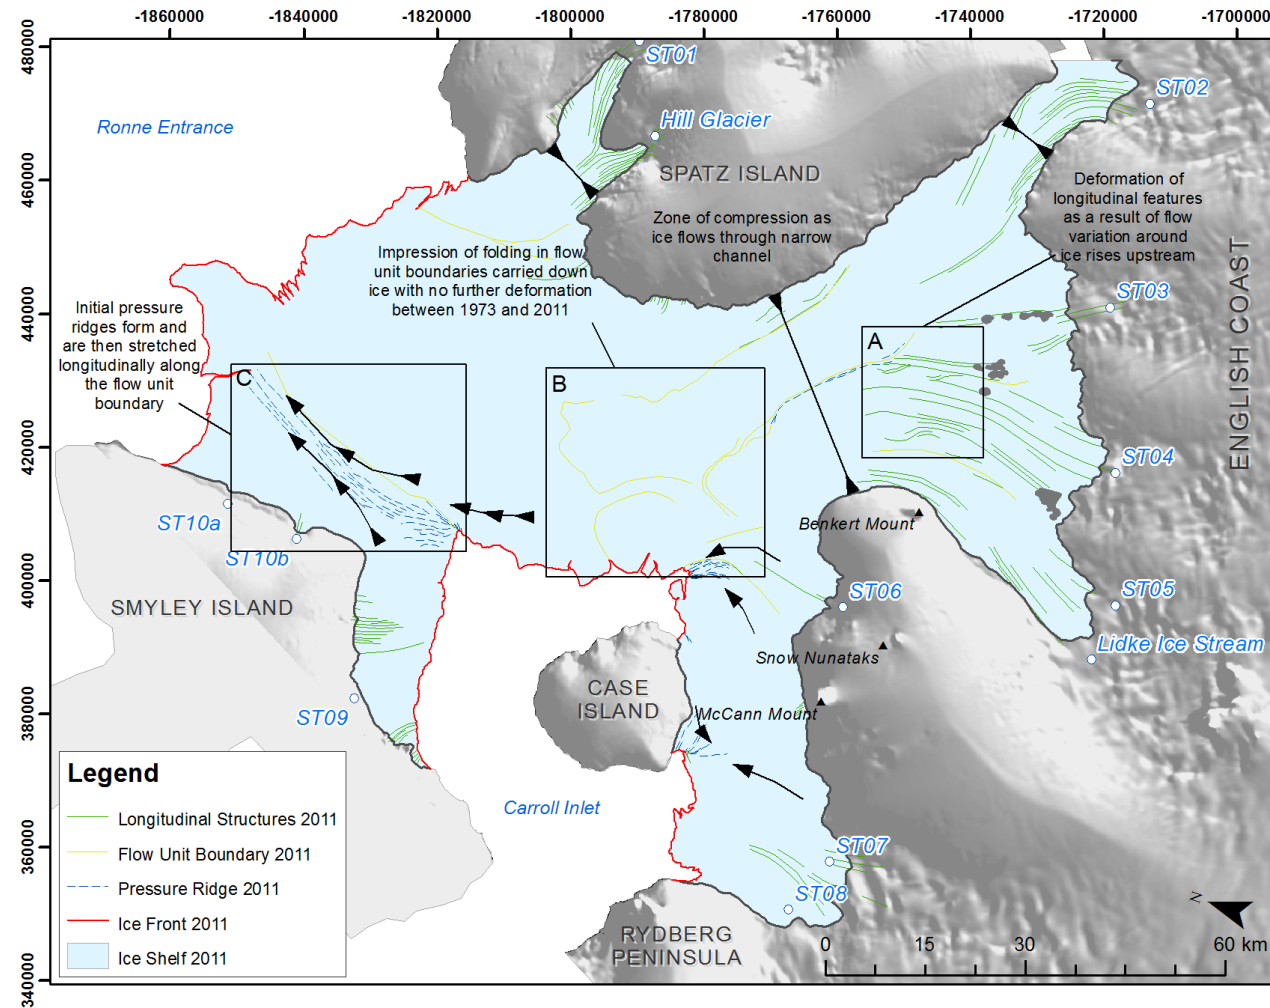 -1860000 -1840000 -1820000 -1800000 -1780000 -1760000 -1740000 -1720000 -1700000
480000
460000
440000
420000
400000
380000
360000
340000
ST01
ST02
Ronne Entrance
Hill Glacier
SPATZ ISLAND
Deformation of
longitudinal features
as a result of flow
variation around
ice rises upstream
Zone of compression as
ice flows through narrow
channel
Impression of folding in flow
unit boundaries carried down
ice with no further deformation
between 1973 and 2011
ENGLISH COAST
ST03
Initial pressure
ridges form and
are then stretched
longitudinally along
the flow unit
boundary
A
B
C
ST04
ST10a
ST10b
Benkert Mount
SMYLEY ISLAND
ST06
ST05
Lidke Ice Stream
Snow Nunataks
CASE
ISLAND
McCann Mount
ST09
Carroll Inlet
ST07
ST08
RYDBERG
PENINSULA
Legend
Longitudinal Structures 2011
Flow Unit Boundary 2011
Pressure Ridge 2011
Ice Front 2011
Ice Shelf 2011
N
0 15 30 60 km